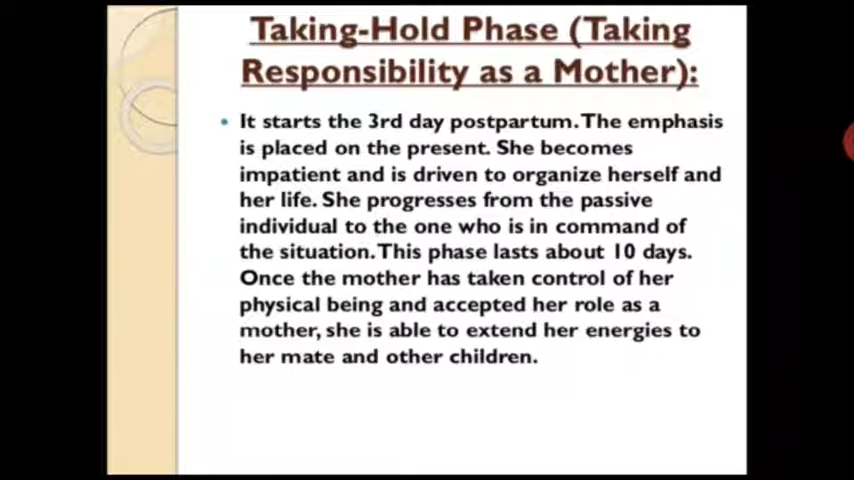 Taking-Hold Phase (Taking
Responsibility as a Mother):
• It starts the 3rd day postpartum. The emphasis
is placed on the present. She becomes
impatient and is driven to organize herself and
her life. She progresses from the passive
individual to the one who is in command of
the situation. This phase lasts about 10 days.
Once the mother has taken control of her
physical being and accepted her role as a
mother, she is able to extend her energies to
her mate and other children.